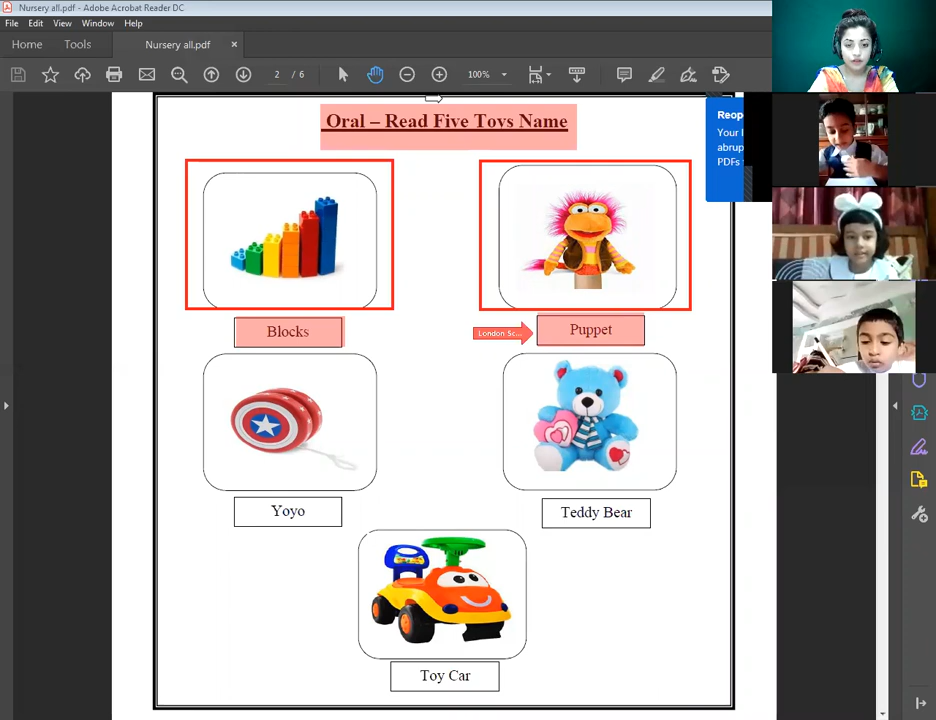 Nursery all.pdf - Adobe Acrobat Reader DC
File Edit View Window Help
Home Tools Nursery all.pdf ×
2 / 6 100%
Oral – Read Five Toys Name
Reop
Your
abrup
PDFs
Blocks
London Sc...
Puppet
Yoyo
Teddy Bear
Toy Car